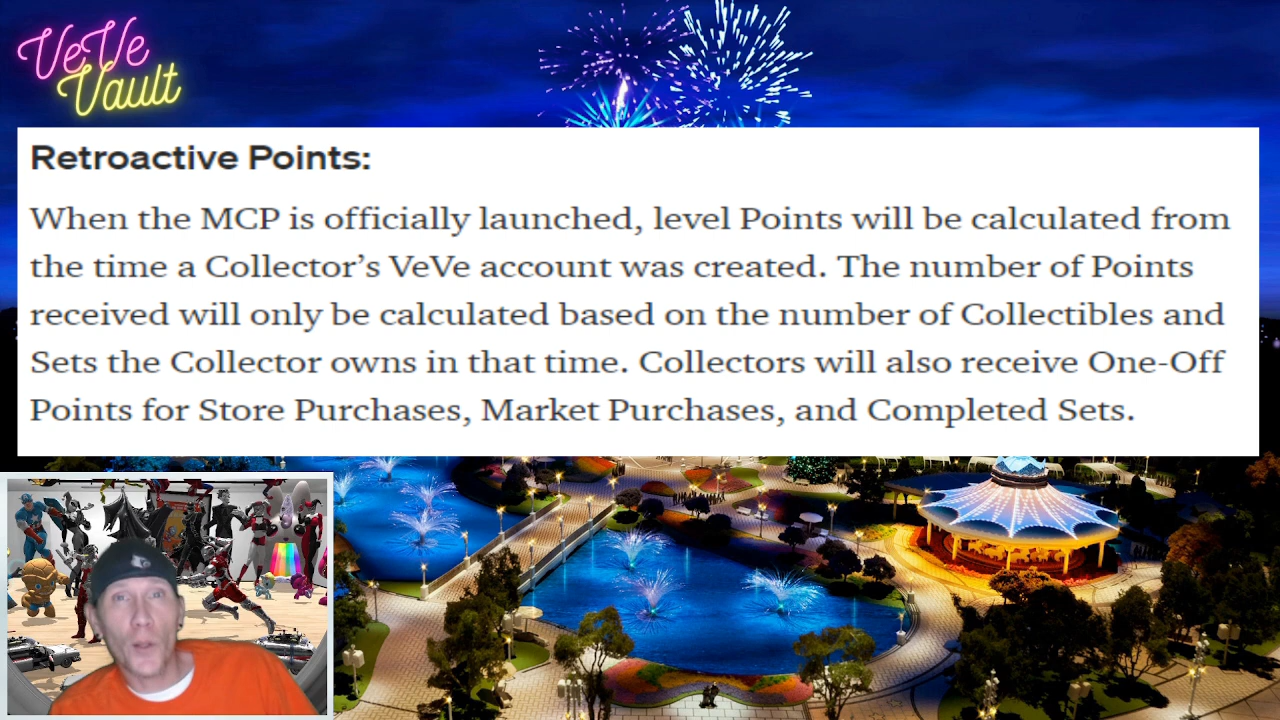 VeVe
Vault
Retroactive Points:
When the MCP is officially launched, level Points will be calculated from
the time a Collector’s VeVe account was created. The number of Points
received will only be calculated based on the number of Collectibles and
Sets the Collector owns in that time. Collectors will also receive One-Off
Points for Store Purchases, Market Purchases, and Completed Sets.